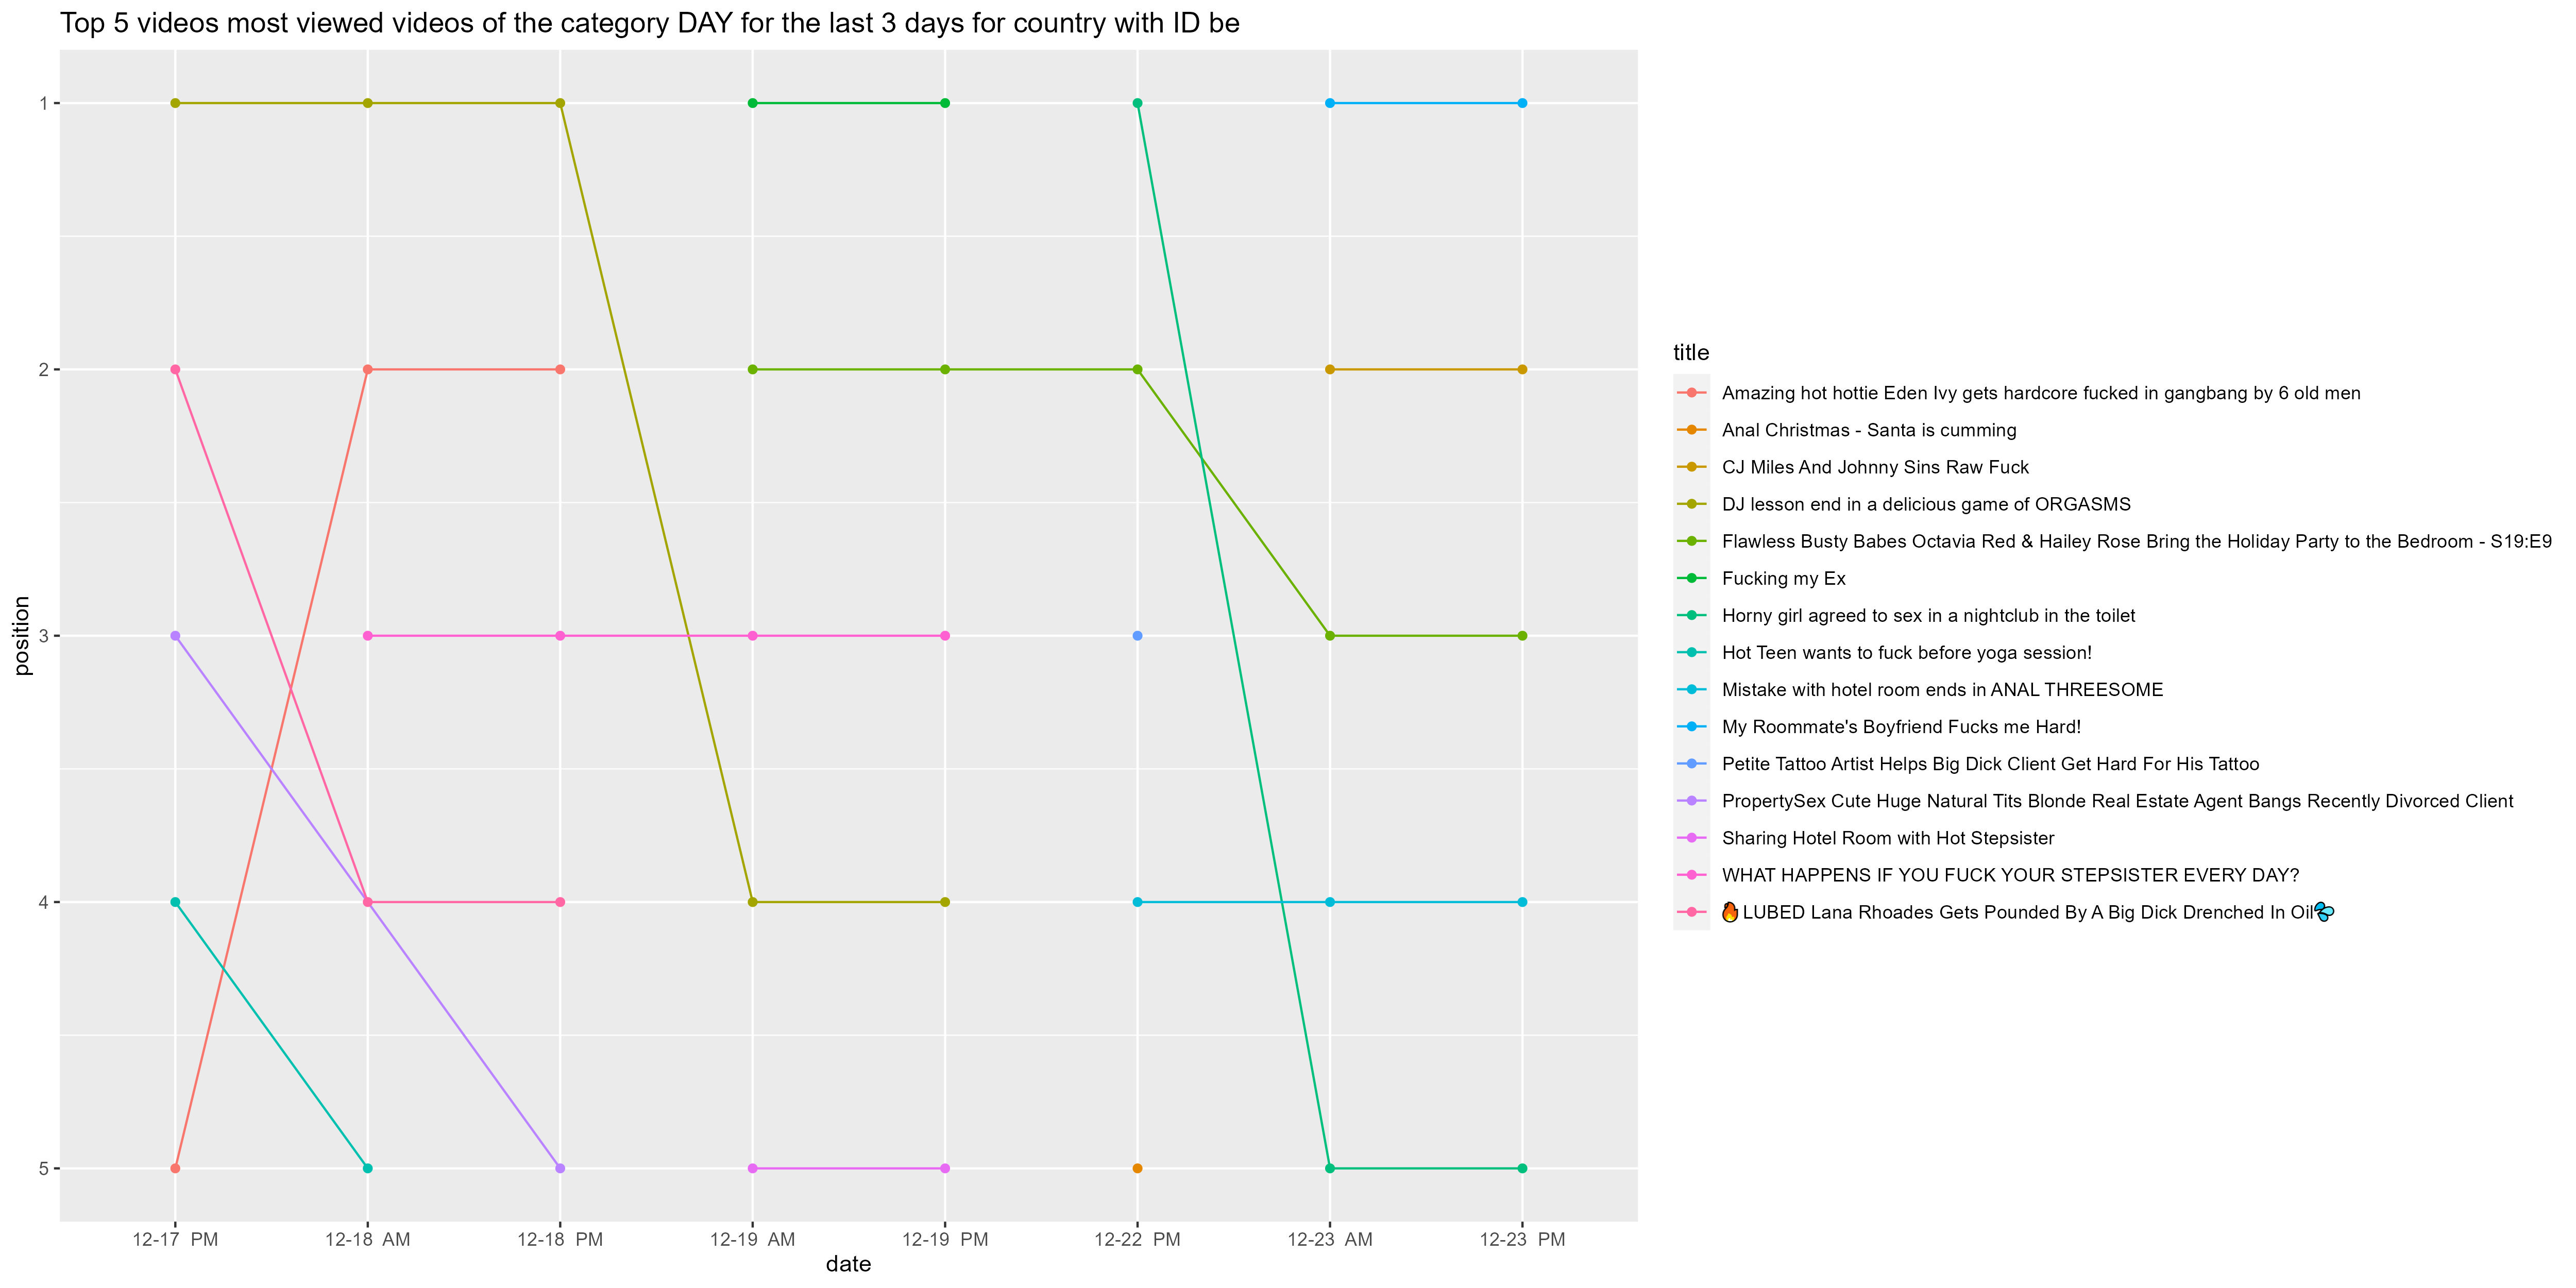 Top 5 videos most viewed videos of the category DAY for the last 3 days for country with ID be
position
1
2
3
4
5
12-17 PM
12-18 AM
12-18 PM
12-19 AM
12-19 PM
12-22 PM
12-23 AM
12-23 PM
date
title
Amazing hot hottie Eden Ivy gets hardcore fucked in gangbang by 6 old men
Anal Christmas - Santa is cumming
CJ Miles And Johnny Sins Raw Fuck
DJ lesson end in a delicious game of ORGASMS
Flawless Busty Babes Octavia Red & Hailey Rose Bring the Holiday Party to the Bedroom - S19:E9
Fucking my Ex
Horny girl agreed to sex in a nightclub in the toilet
Hot Teen wants to fuck before yoga session!
Mistake with hotel room ends in ANAL THREESOME
My Roommate's Boyfriend Fucks me Hard!
Petite Tattoo Artist Helps Big Dick Client Get Hard For His Tattoo
PropertySex Cute Huge Natural Tits Blonde Real Estate Agent Bangs Recently Divorced Client
Sharing Hotel Room with Hot Stepsister
WHAT HAPPENS IF YOU FUCK YOUR STEPSISTER EVERY DAY?
🔥LUBED Lana Rhoades Gets Pounded By A Big Dick Drenched In Oil💦